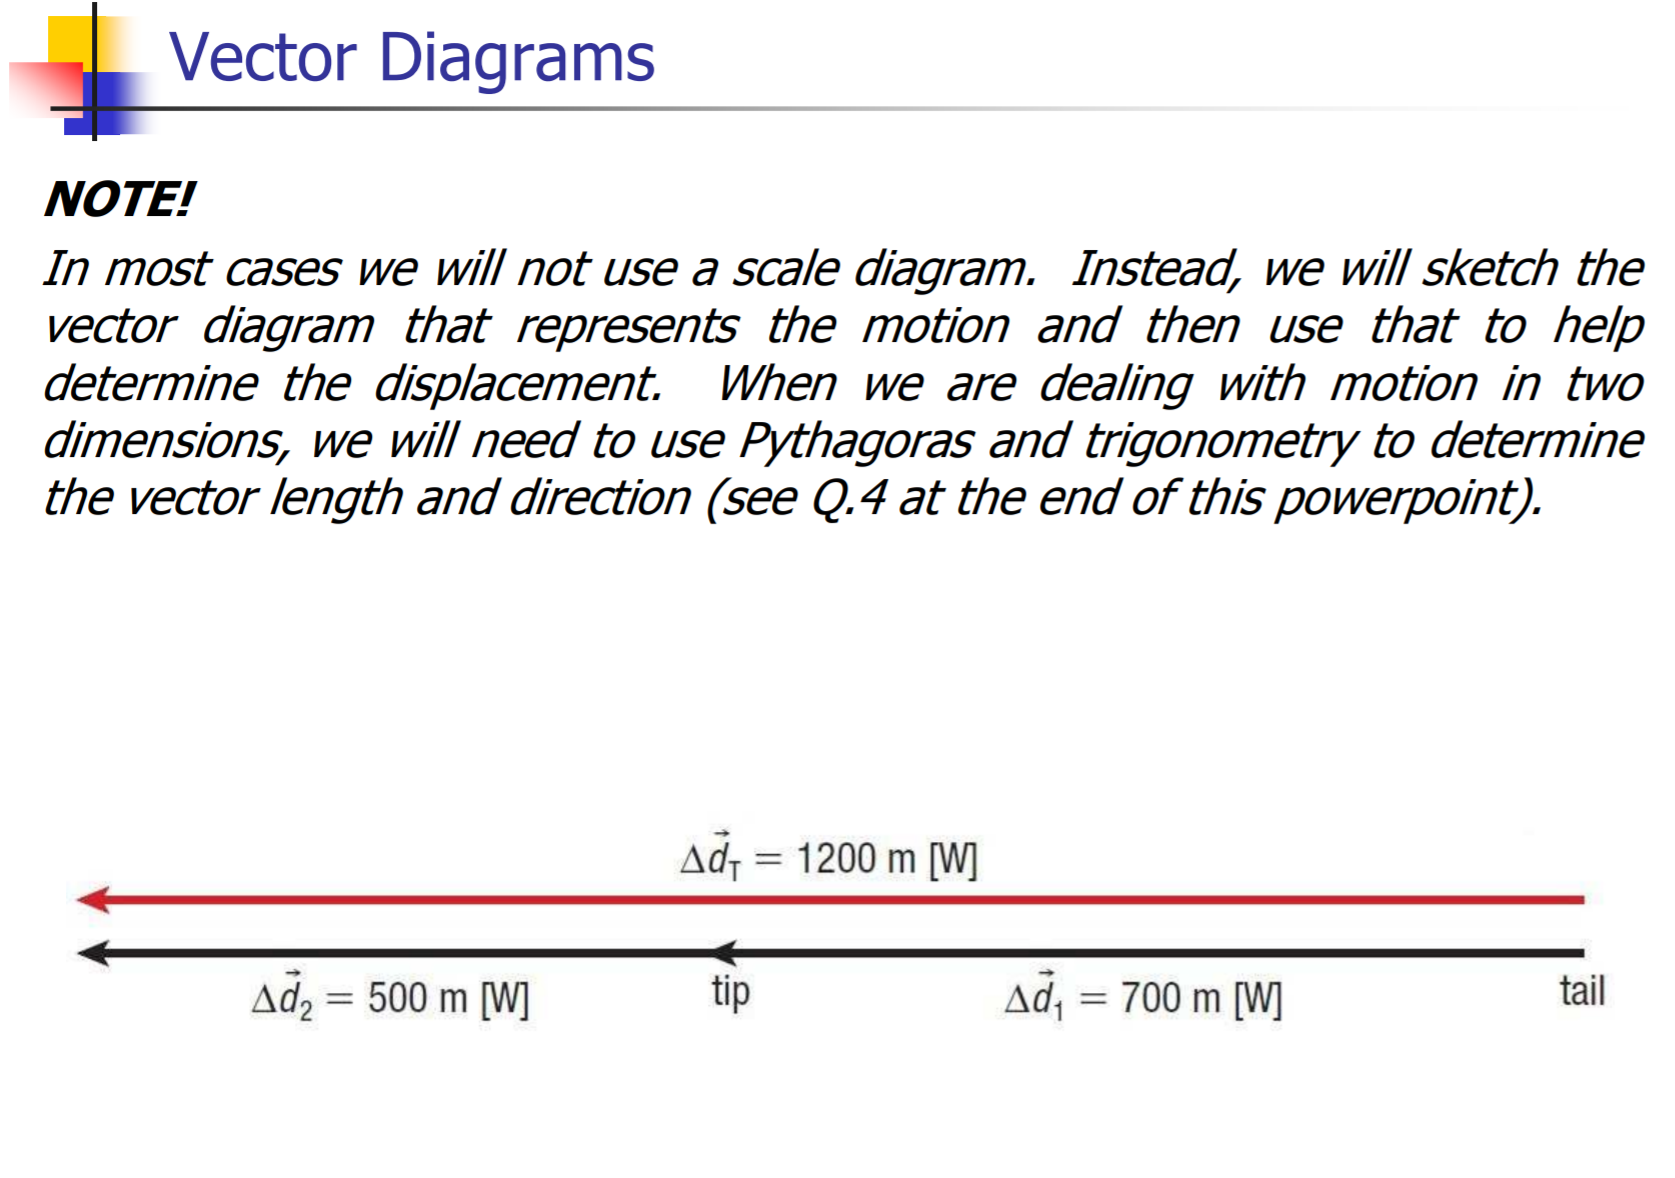 Vector Diagrams
NOTE!
In most cases we will not use a scale diagram. Instead, we will sketch the
vector diagram that represents the motion and then use that to help
determine the displacement. When we are dealing with motion in two
dimensions, we will need to use Pythagoras and trigonometry to determine
the vector length and direction (see Q.4 at the end of this powerpoint).
Δd⃗_T = 1200 m [W]
Δd⃗₂ = 500 m [W] tip Δd⃗₁ = 700 m [W] tail